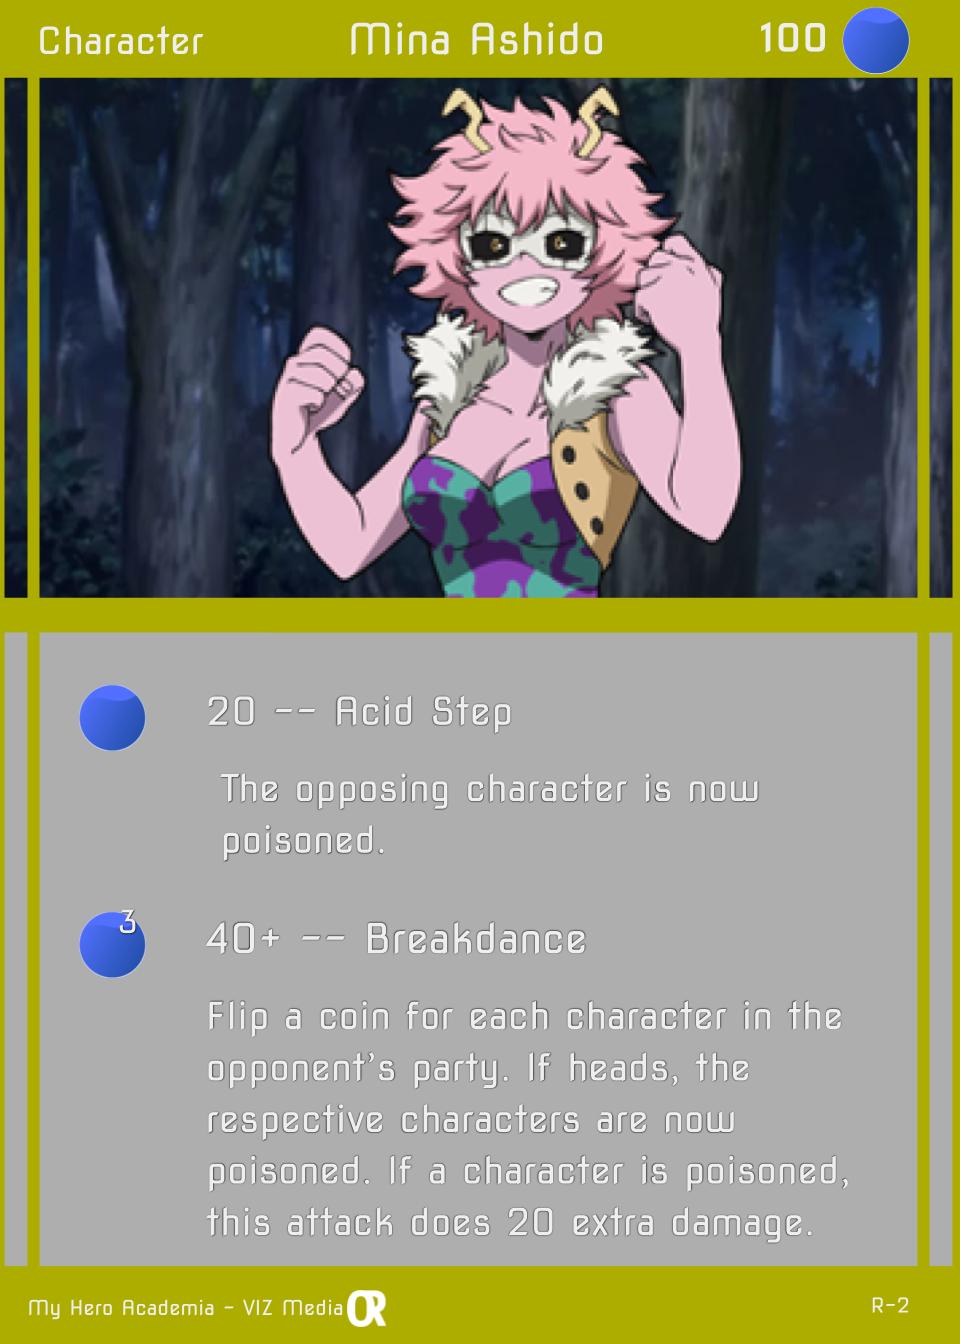 Character Mina Ashido 100
20 -- Acid Step
The opposing character is now
poisoned.
3
40+ -- Breakdance
Flip a coin for each character in the
opponent's party. If heads, the
respective characters are now
poisoned. If a character is poisoned,
this attack does 20 extra damage.
My Hero Academia - VIZ Media OR R-2